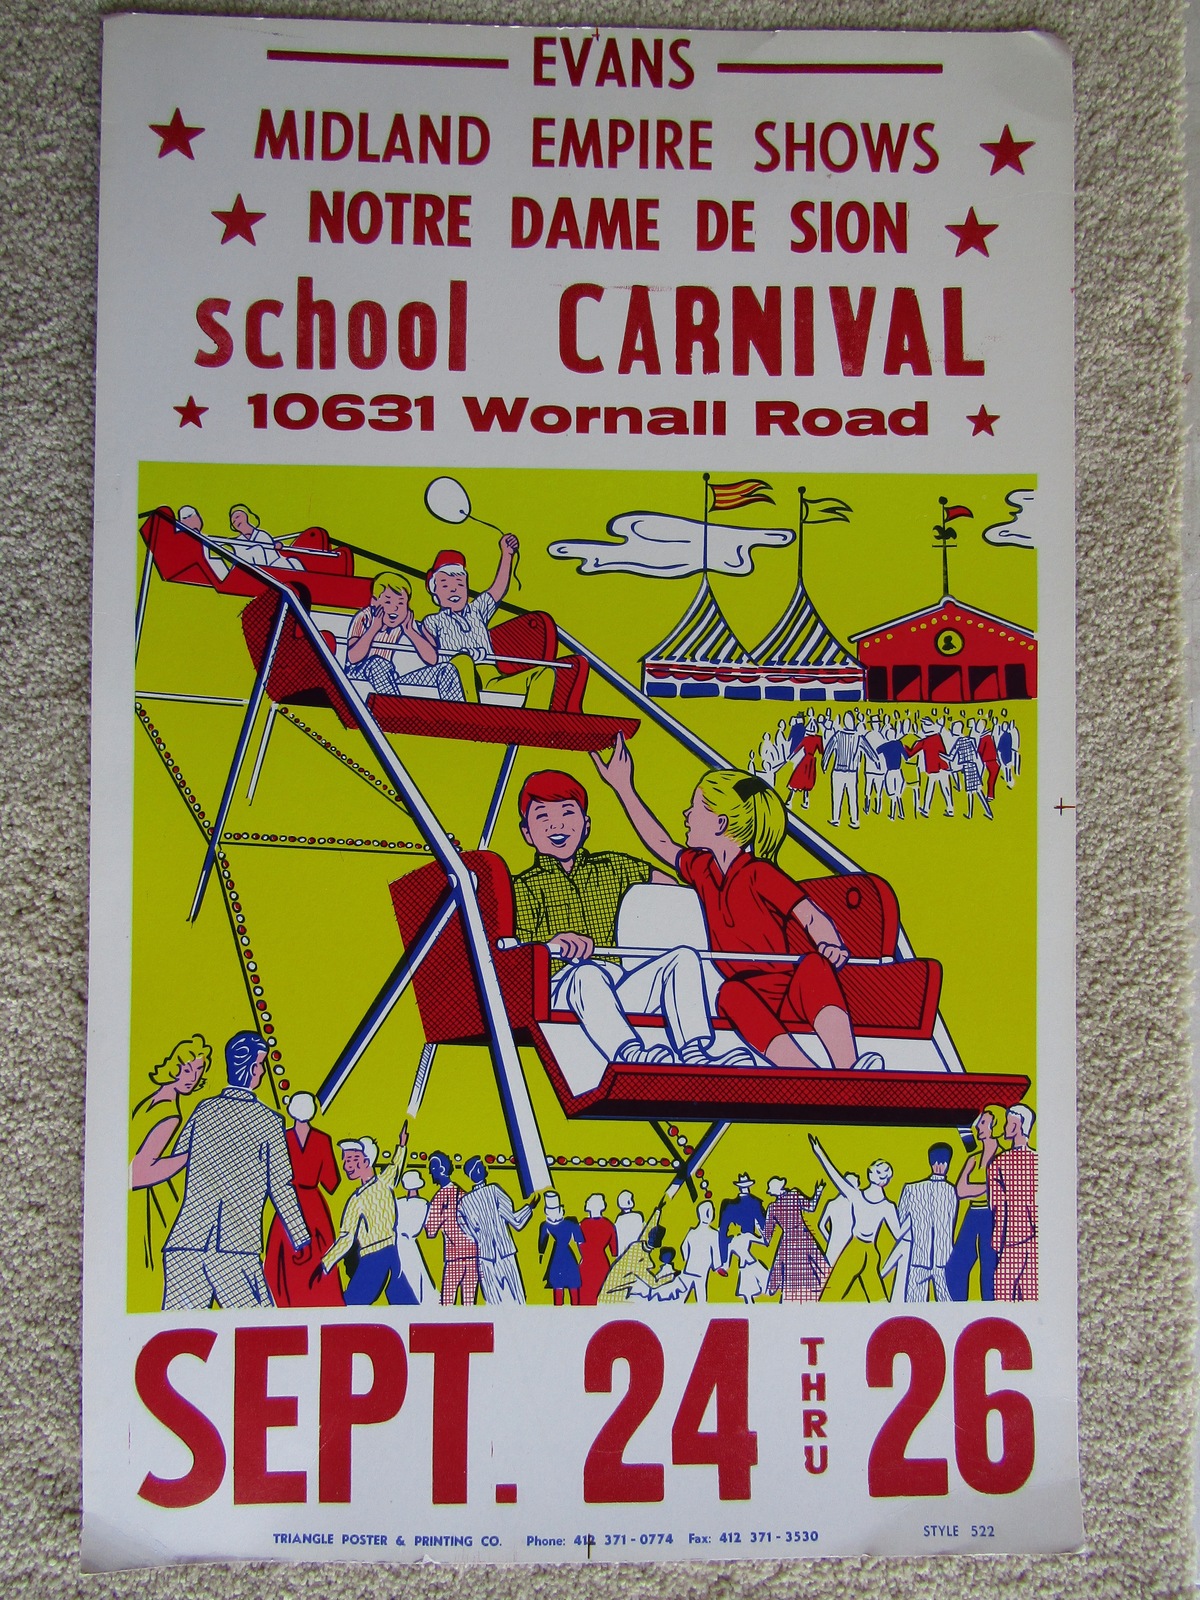 EVANS
MIDLAND EMPIRE SHOWS
NOTRE DAME DE SION
school CARNIVAL
10631 Wornall Road
SEPT. 24 THRU 26
TRIANGLE POSTER & PRINTING CO. Phone: 412 371-0774 Fax: 412 371-3530 STYLE 522